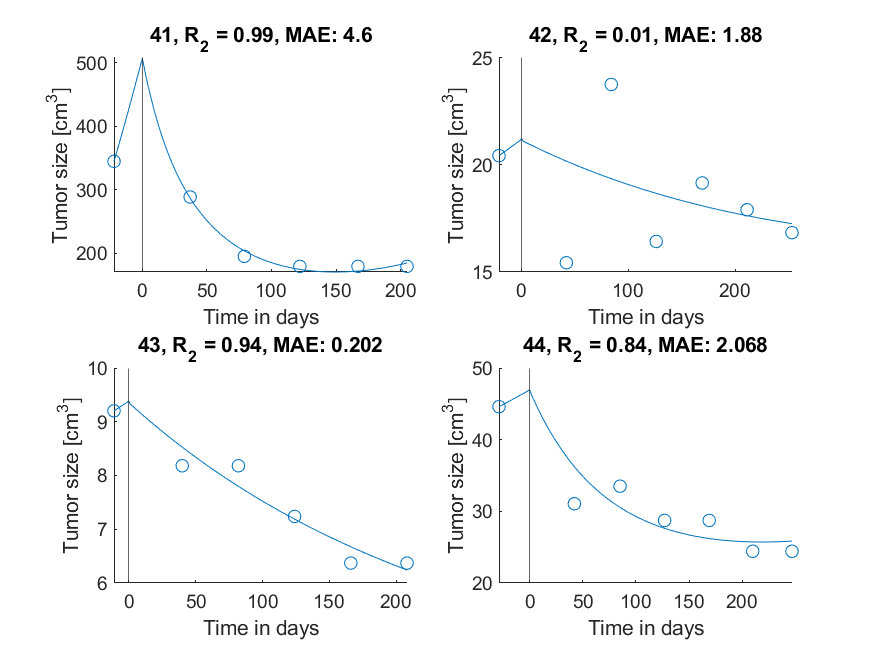 41, R2 = 0.99, MAE: 4.6
500
400
300
200
Tumor size [cm3]
0 50 100 150 200
Time in days
42, R2 = 0.01, MAE: 1.88
25
20
15
Tumor size [cm3]
0 100 200
Time in days
43, R2 = 0.94, MAE: 0.202
10
9
8
7
6
Tumor size [cm3]
0 50 100 150 200
Time in days
44, R2 = 0.84, MAE: 2.068
50
40
30
20
Tumor size [cm3]
0 50 100 150 200
Time in days